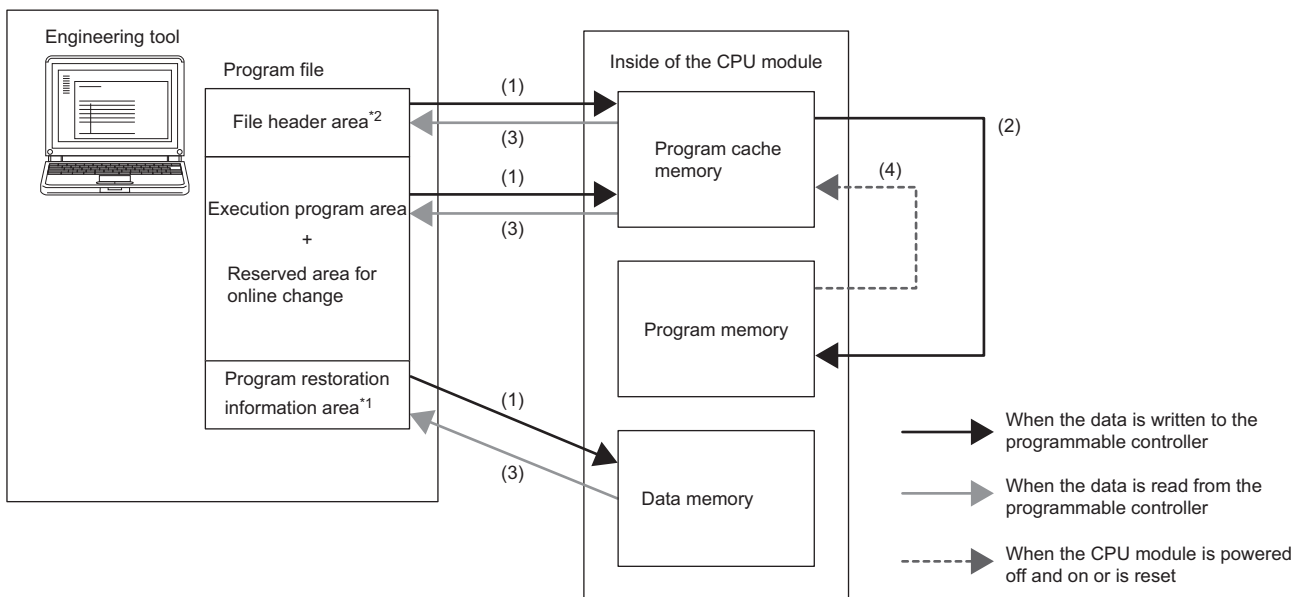 Engineering tool
Program file
File header area*2
Execution program area
+
Reserved area for
online change
Program restoration
information area*1
(1)
(3)
(1)
(3)
(1)
(3)
Inside of the CPU module
Program cache
memory
Program memory
Data memory
(2)
(4)
When the data is written to the
programmable controller
When the data is read from the
programmable controller
When the CPU module is powered
off and on or is reset